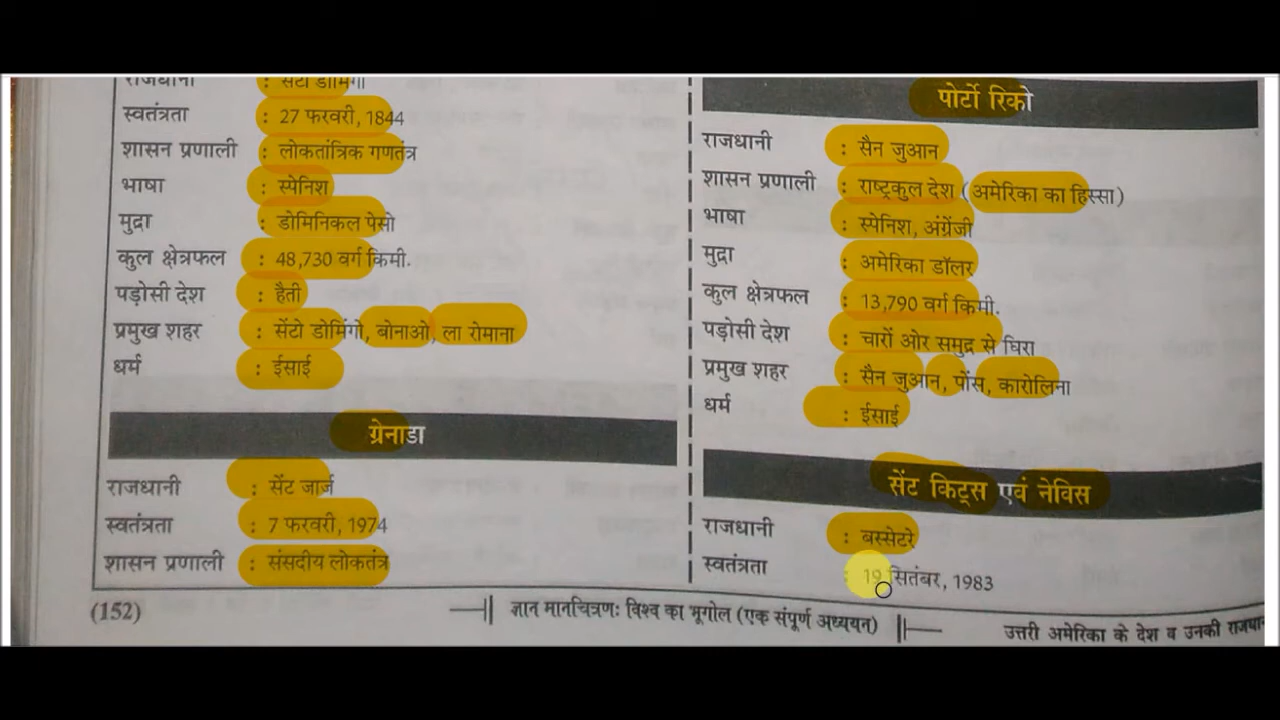 राजधानी : सेंटो डोमिंगो
स्वतंत्रता : 27 फरवरी, 1844
शासन प्रणाली : लोकतांत्रिक गणतंत्र
भाषा : स्पेनिश
मुद्रा : डोमिनिकल पेसो
कुल क्षेत्रफल : 48,730 वर्ग किमी.
पड़ोसी देश : हैती
प्रमुख शहर : सेंटो डोमिंगो, बोनाओ, ला रोमाना
धर्म : ईसाई
ग्रेनाडा
राजधानी : सेंट जार्ज
स्वतंत्रता : 7 फरवरी, 1974
शासन प्रणाली : संसदीय लोकतंत्र
पोर्टो रिको
राजधानी : सैन जुआन
शासन प्रणाली : राष्ट्रकुल देश (अमेरिका का हिस्सा)
भाषा : स्पेनिश, अंग्रेंजी
मुद्रा : अमेरिका डॉलर
कुल क्षेत्रफल : 13,790 वर्ग किमी.
पड़ोसी देश : चारों ओर समुद्र से घिरा
प्रमुख शहर : सैन जुआन, पोंस, कारोलिना
धर्म : ईसाई
सेंट किट्स एवं नेविस
राजधानी : बस्सेटरे
स्वतंत्रता : 19 सितंबर, 1983
(152) ज्ञान मानचित्रण: विश्व का भूगोल (एक संपूर्ण अध्ययन) उत्तरी अमेरिका के देश व उनकी